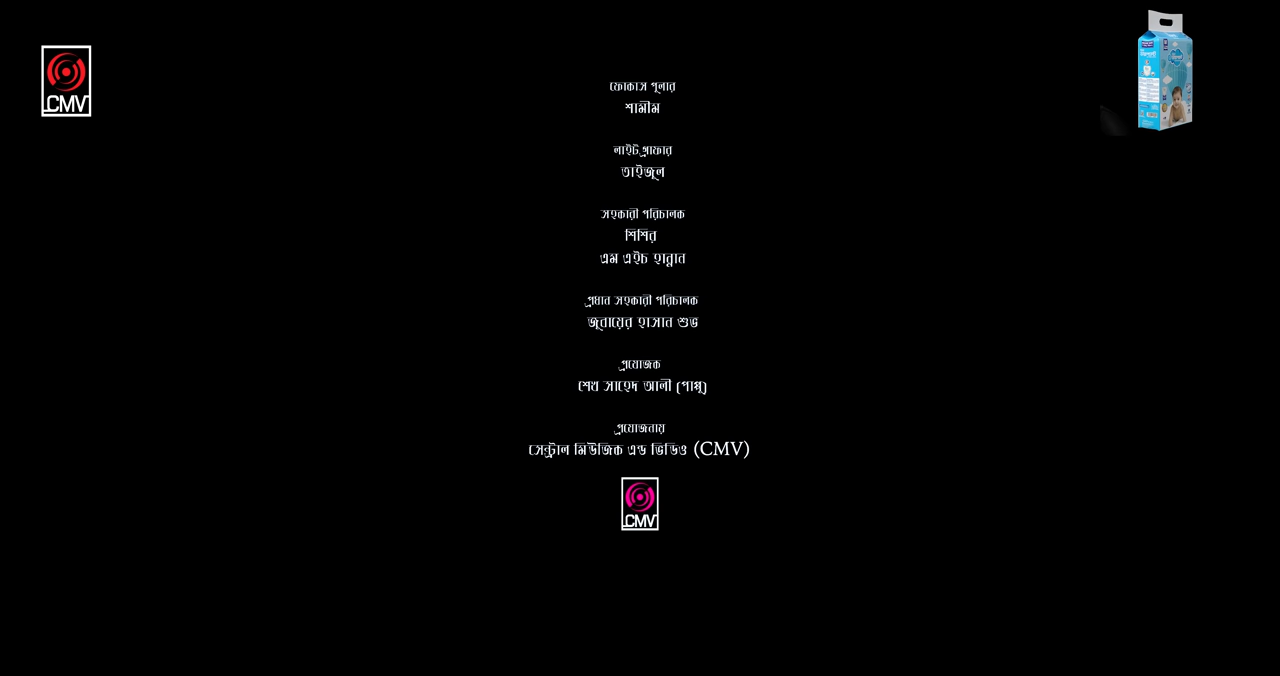 CMV
ফোকাস পুলার
শামীম
লাইটগ্রাফার
তাইজুল
সহকারী পরিচালক
শিশির
এম এইচ হান্নান
প্রধান সহকারী পরিচালক
জুবায়ের হাসান শুভ
প্রযোজক
শেখ সাহেদ আলী (পাপ্পু)
প্রযোজনায়
সেন্ট্রাল মিউজিক এন্ড ভিডিও (CMV)
CMV